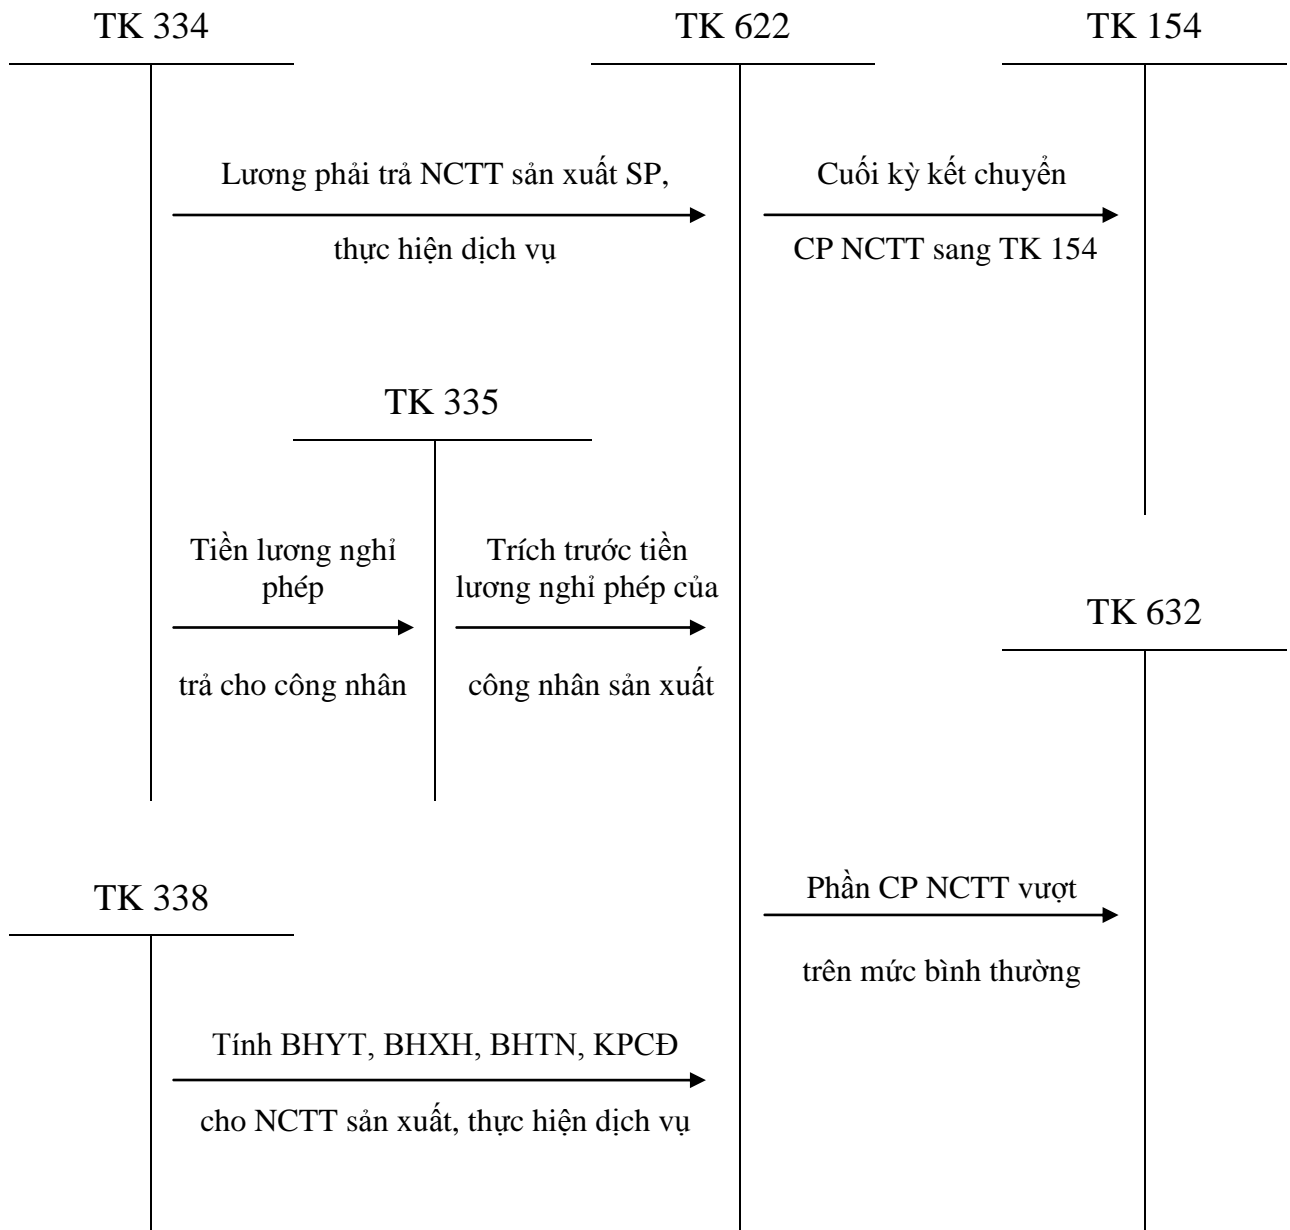 TK 334
TK 622
TK 154
Lương phải trả NCTT sản xuất SP,
thực hiện dịch vụ
Cuối kỳ kết chuyển
CP NCTT sang TK 154
TK 335
Tiền lương nghỉ
phép
trả cho công nhân
Trích trước tiền
lương nghỉ phép của
công nhân sản xuất
TK 632
TK 338
Phần CP NCTT vượt
trên mức bình thường
Tính BHYT, BHXH, BHTN, KPCĐ
cho NCTT sản xuất, thực hiện dịch vụ